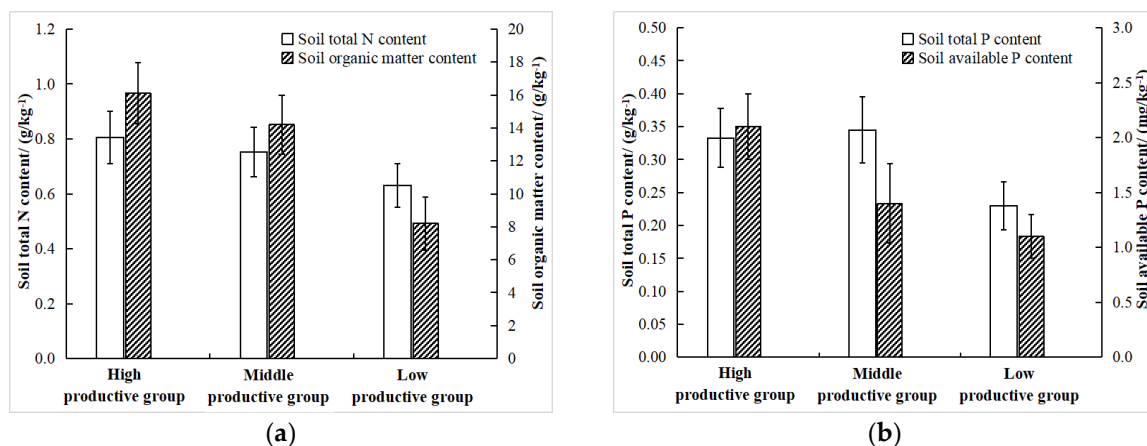 Soil total N content/ (g/kg⁻¹)
1.2
1.0
0.8
0.6
0.4
0.2
0.0
Soil total N content
Soil organic matter content
20
18
16
14
12
10
8
6
4
2
0
Soil organic matter content/ (g/kg⁻¹)
High
productive group
Middle
productive group
Low
productive group
(a)
Soil total P content/ (g/kg⁻¹)
0.50
0.45
0.40
0.35
0.30
0.25
0.20
0.15
0.10
0.05
0.00
Soil total P content
Soil available P content
3.0
2.5
2.0
1.5
1.0
0.5
0.0
Soil available P content/ (mg/kg⁻¹)
High
productive group
Middle
productive group
Low
productive group
(b)